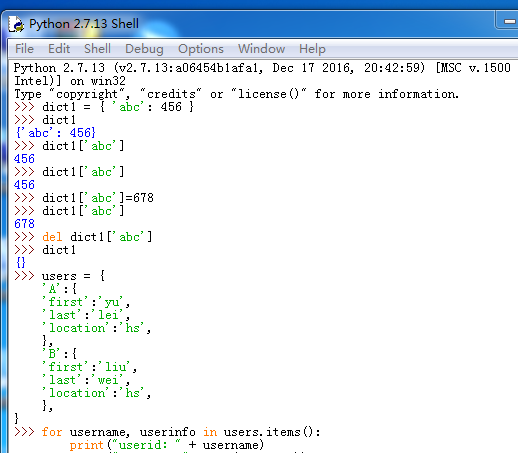 Python 2.7.13 Shell
File Edit Shell Debug Options Window Help
Python 2.7.13 (v2.7.13:a06454b1afa1, Dec 17 2016, 20:42:59) [MSC v.1500
Intel)] on win32
Type "copyright", "credits" or "license()" for more information.
>>> dict1 = { 'abc': 456 }
>>> dict1
{'abc': 456}
>>> dict1['abc']
456
>>> dict1['abc']
456
>>> dict1['abc']=678
>>> dict1['abc']
678
>>> del dict1['abc']
>>> dict1
{}
>>> users = {
'A':{
'first':'yu',
'last':'lei',
'location':'hs',
},
'B':{
'first':'liu',
'last':'wei',
'location':'hs',
},
}
>>> for username, userinfo in users.items():
print("userid: " + username)